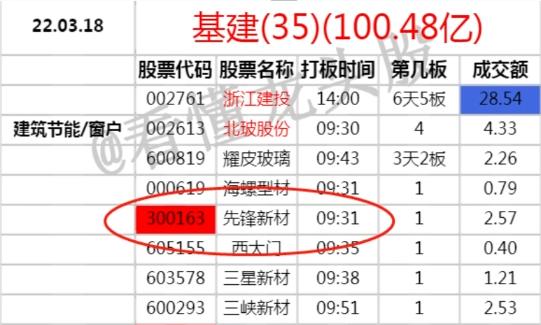 22.03.18 基建(35)(100.48亿)
股票代码 股票名称 打板时间 第几板 成交额
002761 浙江建投 14:00 6天5板 28.54
建筑节能/窗户 002613 北玻股份 09:30 4 4.33
600819 耀皮玻璃 09:43 3天2板 2.26
000619 海螺型材 09:31 1 0.79
300163 先锋新材 09:31 1 2.57
605155 西大门 09:35 1 0.40
603578 三星新材 09:38 1 1.21
600293 三峡新材 09:51 1 2.53
@看懂龙头股